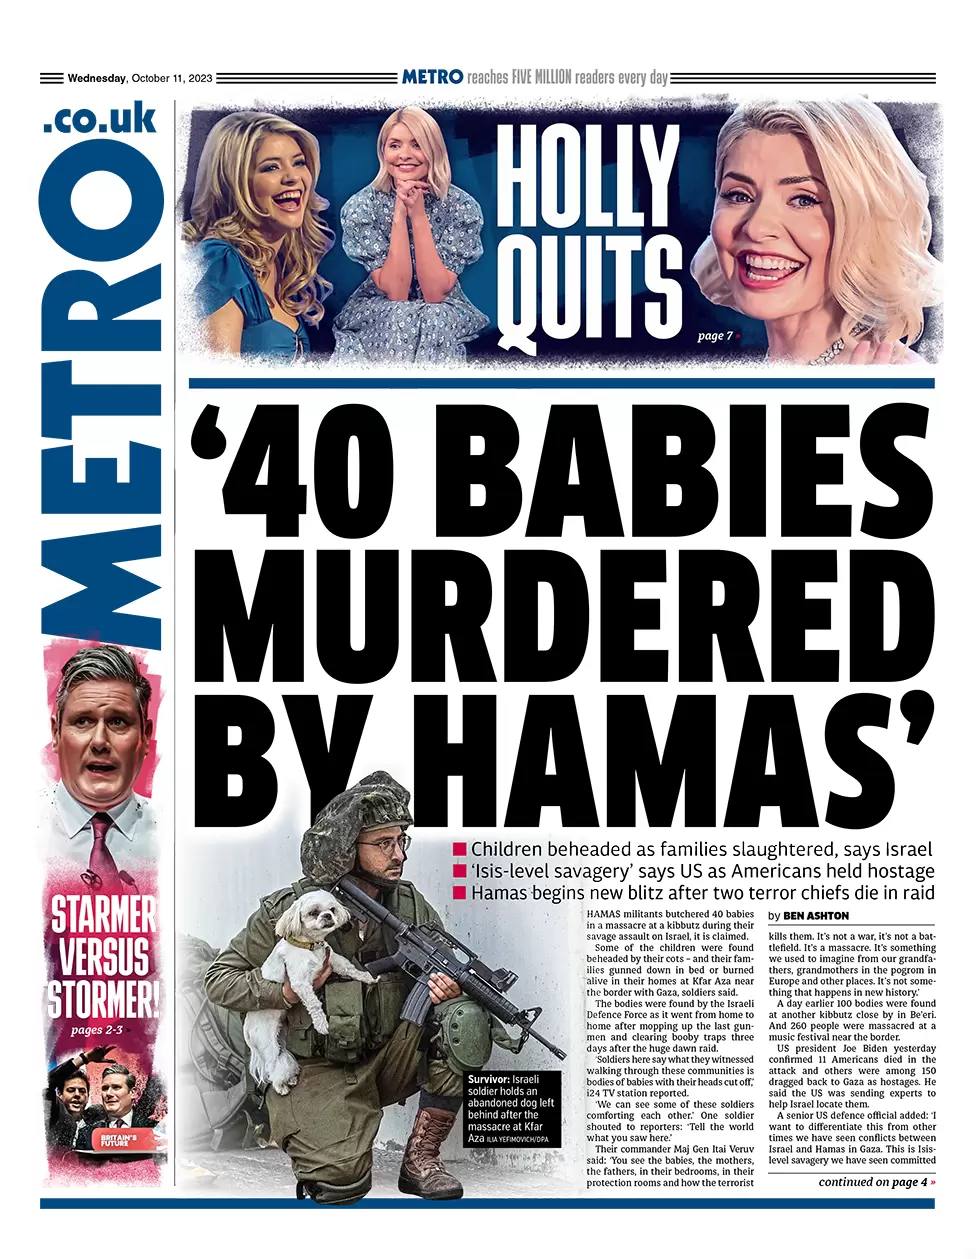 Wednesday, October 11, 2023
METRO reaches FIVE MILLION readers every day
METRO
.co.uk
HOLLY
QUITS
page 7 »
‘40 BABIES
MURDERED
BY HAMAS’
■ Children beheaded as families slaughtered, says Israel
■ ‘Isis-level savagery’ says US as Americans held hostage
■ Hamas begins new blitz after two terror chiefs die in raid
STARMER
VERSUS
STORMER!
pages 2-3 »
BRITAIN'S
FUTURE
Survivor: Israeli
soldier holds an
abandoned dog left
behind after the
massacre at Kfar
Aza ILIA YEFIMOVICH/DPA
HAMAS militants butchered 40 babies
in a massacre at a kibbutz during their
savage assault on Israel, it is claimed.
Some of the children were found
beheaded by their cots – and their fam-
ilies gunned down in bed or burned
alive in their homes at Kfar Aza near
the border with Gaza, soldiers said.
The bodies were found by the Israeli
Defence Force as it went from home to
home after mopping up the last gun-
men and clearing booby traps three
days after the huge dawn raid.
‘Soldiers here say what they witnessed
walking through these communities is
bodies of babies with their heads cut off,’
i24 TV station reported.
‘We can see some of these soldiers
comforting each other.’ One soldier
shouted to reporters: ‘Tell the world
what you saw here.’
Their commander Maj Gen Itai Veruv
said: ‘You see the babies, the mothers,
the fathers, in their bedrooms, in their
protection rooms and how the terrorist
by BEN ASHTON
kills them. It’s not a war, it’s not a bat-
tlefield. It’s a massacre. It’s something
we used to imagine from our grandfa-
thers, grandmothers in the pogrom in
Europe and other places. It’s not some-
thing that happens in new history.’
A day earlier 100 bodies were found
at another kibbutz close by in Be’eri.
And 260 people were massacred at a
music festival near the border.
US president Joe Biden yesterday
confirmed 11 Americans died in the
attack and others were among 150
dragged back to Gaza as hostages. He
said the US was sending experts to
help Israel locate them.
A senior US defence official added: ‘I
want to differentiate this from other
times we have seen conflicts between
Israel and Hamas in Gaza. This is Isis-
level savagery we have seen committed
continued on page 4 »